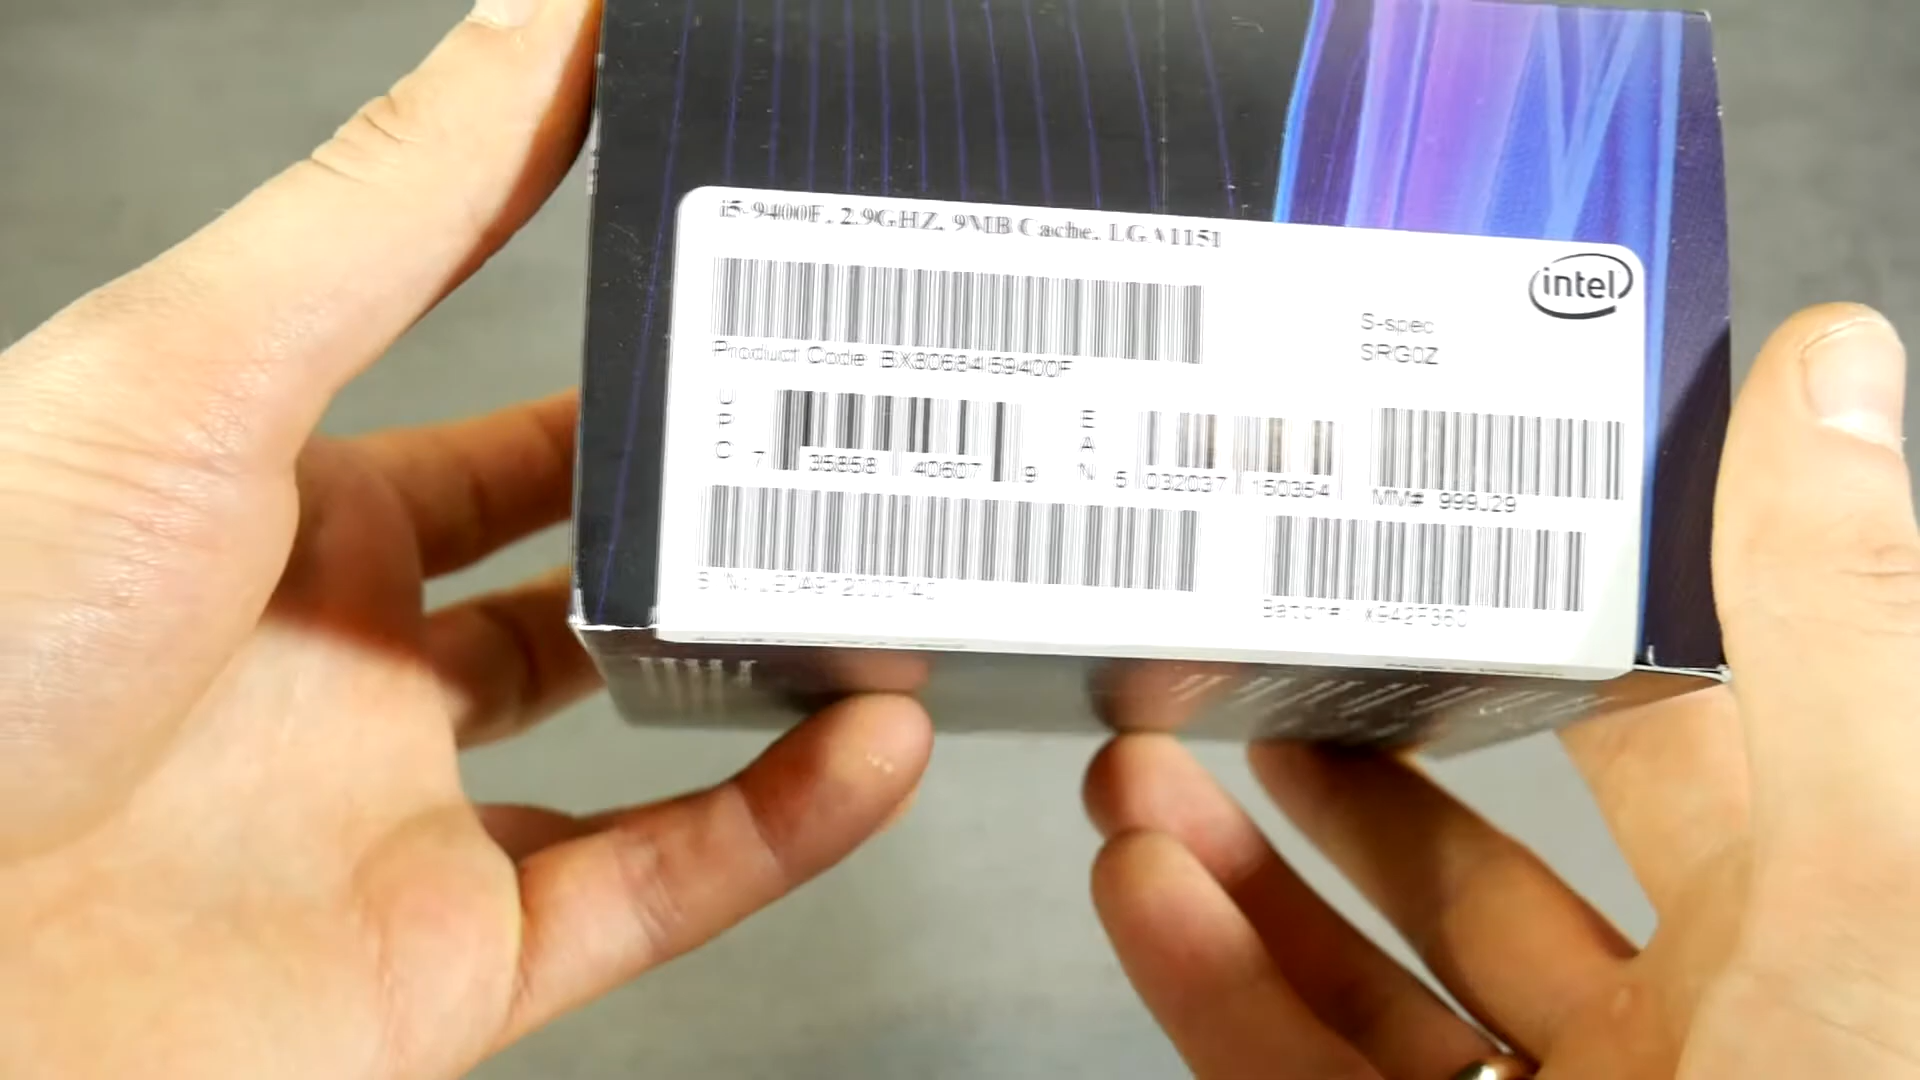 i5-9400F, 2.9GHZ, 9MB Cache, LGA1151
intel
S-spec
SRG0Z
Product Code BX80684I59400F
UPC 7 35858 40607 9
EAN 5 032037 150354
MM# 999J29
Batch#: X942F360